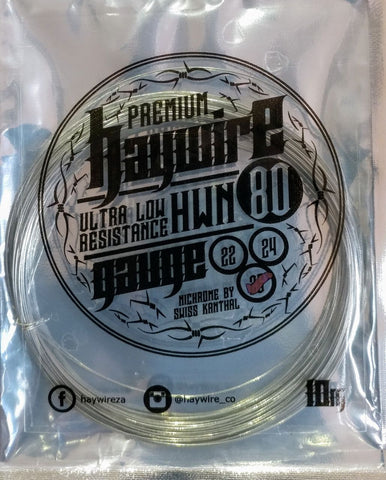 PREMIUM
haywire
ULTRA LOW
RESISTANCE
HWN 80
gauge 22 24
NICHROME BY
SWISS KANTHAL
haywireza
@haywire_co
10m